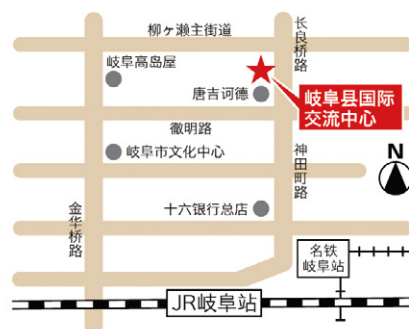 柳ヶ瀬主街道
长良桥路
岐阜高岛屋
唐吉诃德
岐阜县国际
交流中心
徹明路
岐阜市文化中心
神田町路
N
金华桥路
十六银行总店
名铁
岐阜站
JR岐阜站